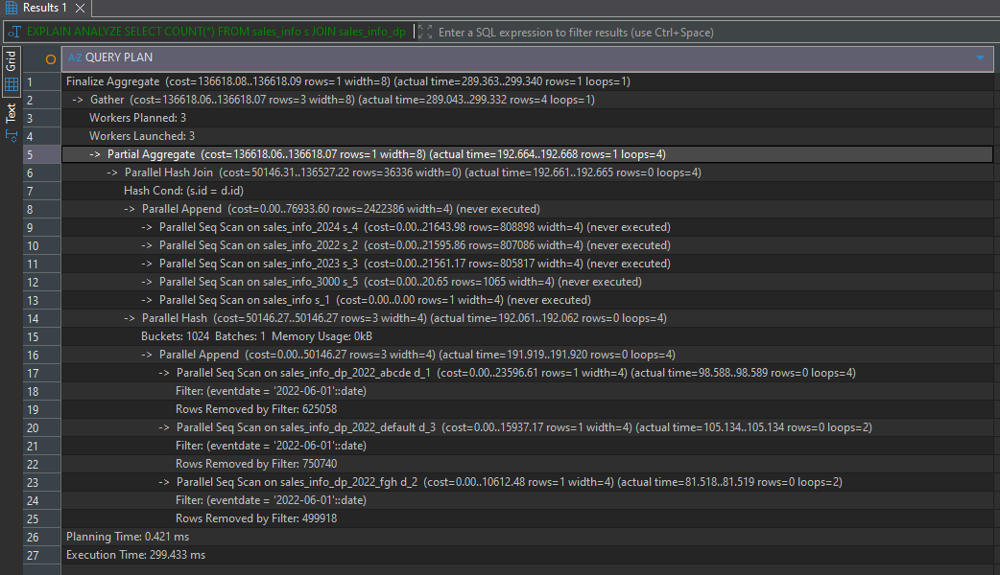 Results 1
EXPLAIN ANALYZE SELECT COUNT(*) FROM sales_info s JOIN sales_info_dp
Enter a SQL expression to filter results (use Ctrl+Space)
Grid
Text
A-Z QUERY PLAN
1 Finalize Aggregate (cost=136618.08..136618.09 rows=1 width=8) (actual time=289.363..299.340 rows=1 loops=1)
2 -> Gather (cost=136618.06..136618.07 rows=3 width=8) (actual time=289.043..299.332 rows=4 loops=1)
3 Workers Planned: 3
4 Workers Launched: 3
5 -> Partial Aggregate (cost=136618.06..136618.07 rows=1 width=8) (actual time=192.664..192.668 rows=1 loops=4)
6 -> Parallel Hash Join (cost=50146.31..136527.22 rows=36336 width=0) (actual time=192.661..192.665 rows=0 loops=4)
7 Hash Cond: (s.id = d.id)
8 -> Parallel Append (cost=0.00..76933.60 rows=2422386 width=4) (never executed)
9 -> Parallel Seq Scan on sales_info_2024 s_4 (cost=0.00..21643.98 rows=808898 width=4) (never executed)
10 -> Parallel Seq Scan on sales_info_2022 s_2 (cost=0.00..21595.86 rows=807086 width=4) (never executed)
11 -> Parallel Seq Scan on sales_info_2023 s_3 (cost=0.00..21561.17 rows=805817 width=4) (never executed)
12 -> Parallel Seq Scan on sales_info_3000 s_5 (cost=0.00..20.65 rows=1065 width=4) (never executed)
13 -> Parallel Seq Scan on sales_info s_1 (cost=0.00..0.00 rows=1 width=4) (never executed)
14 -> Parallel Hash (cost=50146.27..50146.27 rows=3 width=4) (actual time=192.061..192.062 rows=0 loops=4)
15 Buckets: 1024 Batches: 1 Memory Usage: 0kB
16 -> Parallel Append (cost=0.00..50146.27 rows=3 width=4) (actual time=191.919..191.920 rows=0 loops=4)
17 -> Parallel Seq Scan on sales_info_dp_2022_abcde d_1 (cost=0.00..23596.61 rows=1 width=4) (actual time=98.588..98.589 rows=0 loops=4)
18 Filter: (eventdate = '2022-06-01'::date)
19 Rows Removed by Filter: 625058
20 -> Parallel Seq Scan on sales_info_dp_2022_default d_3 (cost=0.00..15937.17 rows=1 width=4) (actual time=105.134..105.134 rows=0 loops=2)
21 Filter: (eventdate = '2022-06-01'::date)
22 Rows Removed by Filter: 750740
23 -> Parallel Seq Scan on sales_info_dp_2022_fgh d_2 (cost=0.00..10612.48 rows=1 width=4) (actual time=81.518..81.519 rows=0 loops=2)
24 Filter: (eventdate = '2022-06-01'::date)
25 Rows Removed by Filter: 499918
26 Planning Time: 0.421 ms
27 Execution Time: 299.433 ms